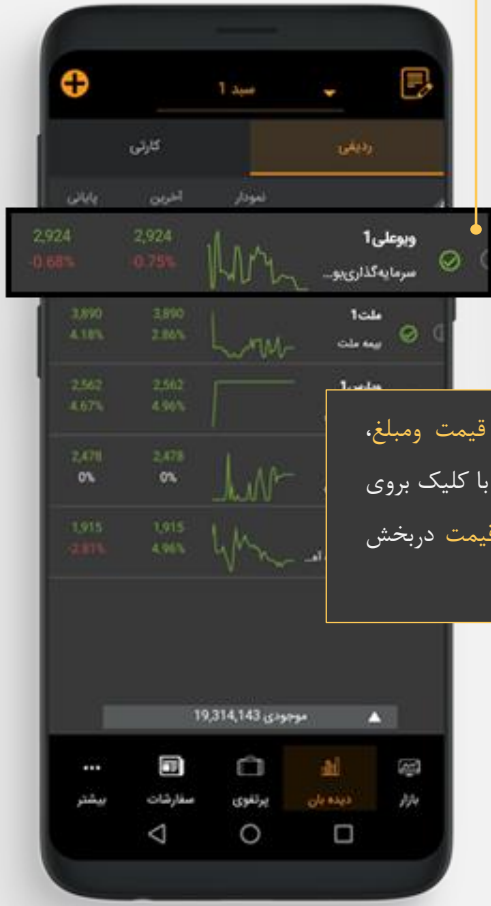 سبد 1
ردیفی
کارتی
نمودار
آخرین
پایانی
وبوعلی1
سرمایه‌گذاری‌بو...
2,924
-0.75%
2,924
-0.68%
ملت1
بیمه ملت
3,890
2.86%
3,890
4.18%
2,562
4.96%
2,562
4.67%
2,478
0%
2,478
0%
1,915
4.96%
1,915
-2.81%
قیمت ومبلغ،
با کلیک بروی
قیمت دربخش
موجودی 19,314,143
بازار
دیده بان
پرتفوی
سفارشات
بیشتر